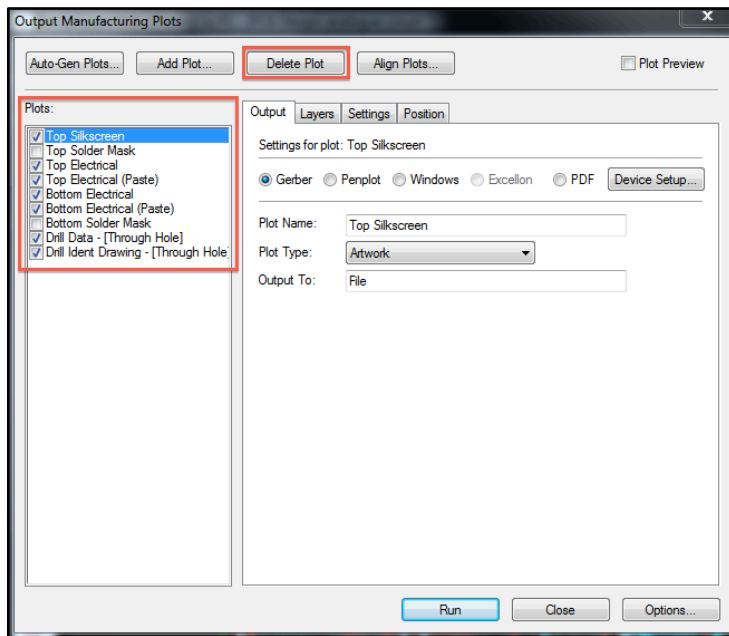 Output Manufacturing Plots
x
Auto-Gen Plots... Add Plot... Delete Plot Align Plots... Plot Preview
Plots:
Top Silkscreen
Top Solder Mask
Top Electrical
Top Electrical (Paste)
Bottom Electrical
Bottom Electrical (Paste)
Bottom Solder Mask
Drill Data - [Through Hole]
Drill Ident Drawing - [Through Hole]
Output Layers Settings Position
Settings for plot: Top Silkscreen
Gerber Penplot Windows Excellon PDF Device Setup...
Plot Name: Top Silkscreen
Plot Type: Artwork
Output To: File
Run Close Options...